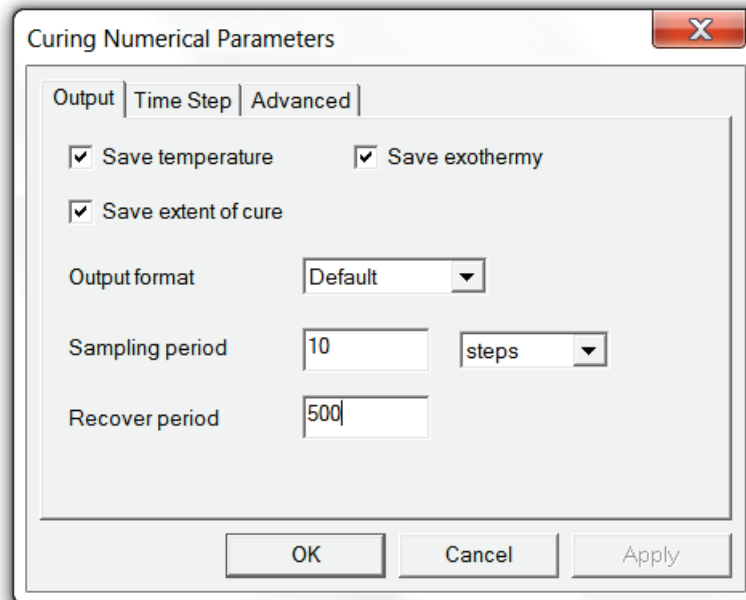 Curing Numerical Parameters
Output Time Step Advanced
Save temperature Save exothermy
Save extent of cure
Output format Default
Sampling period 10 steps
Recover period 500
OK Cancel Apply